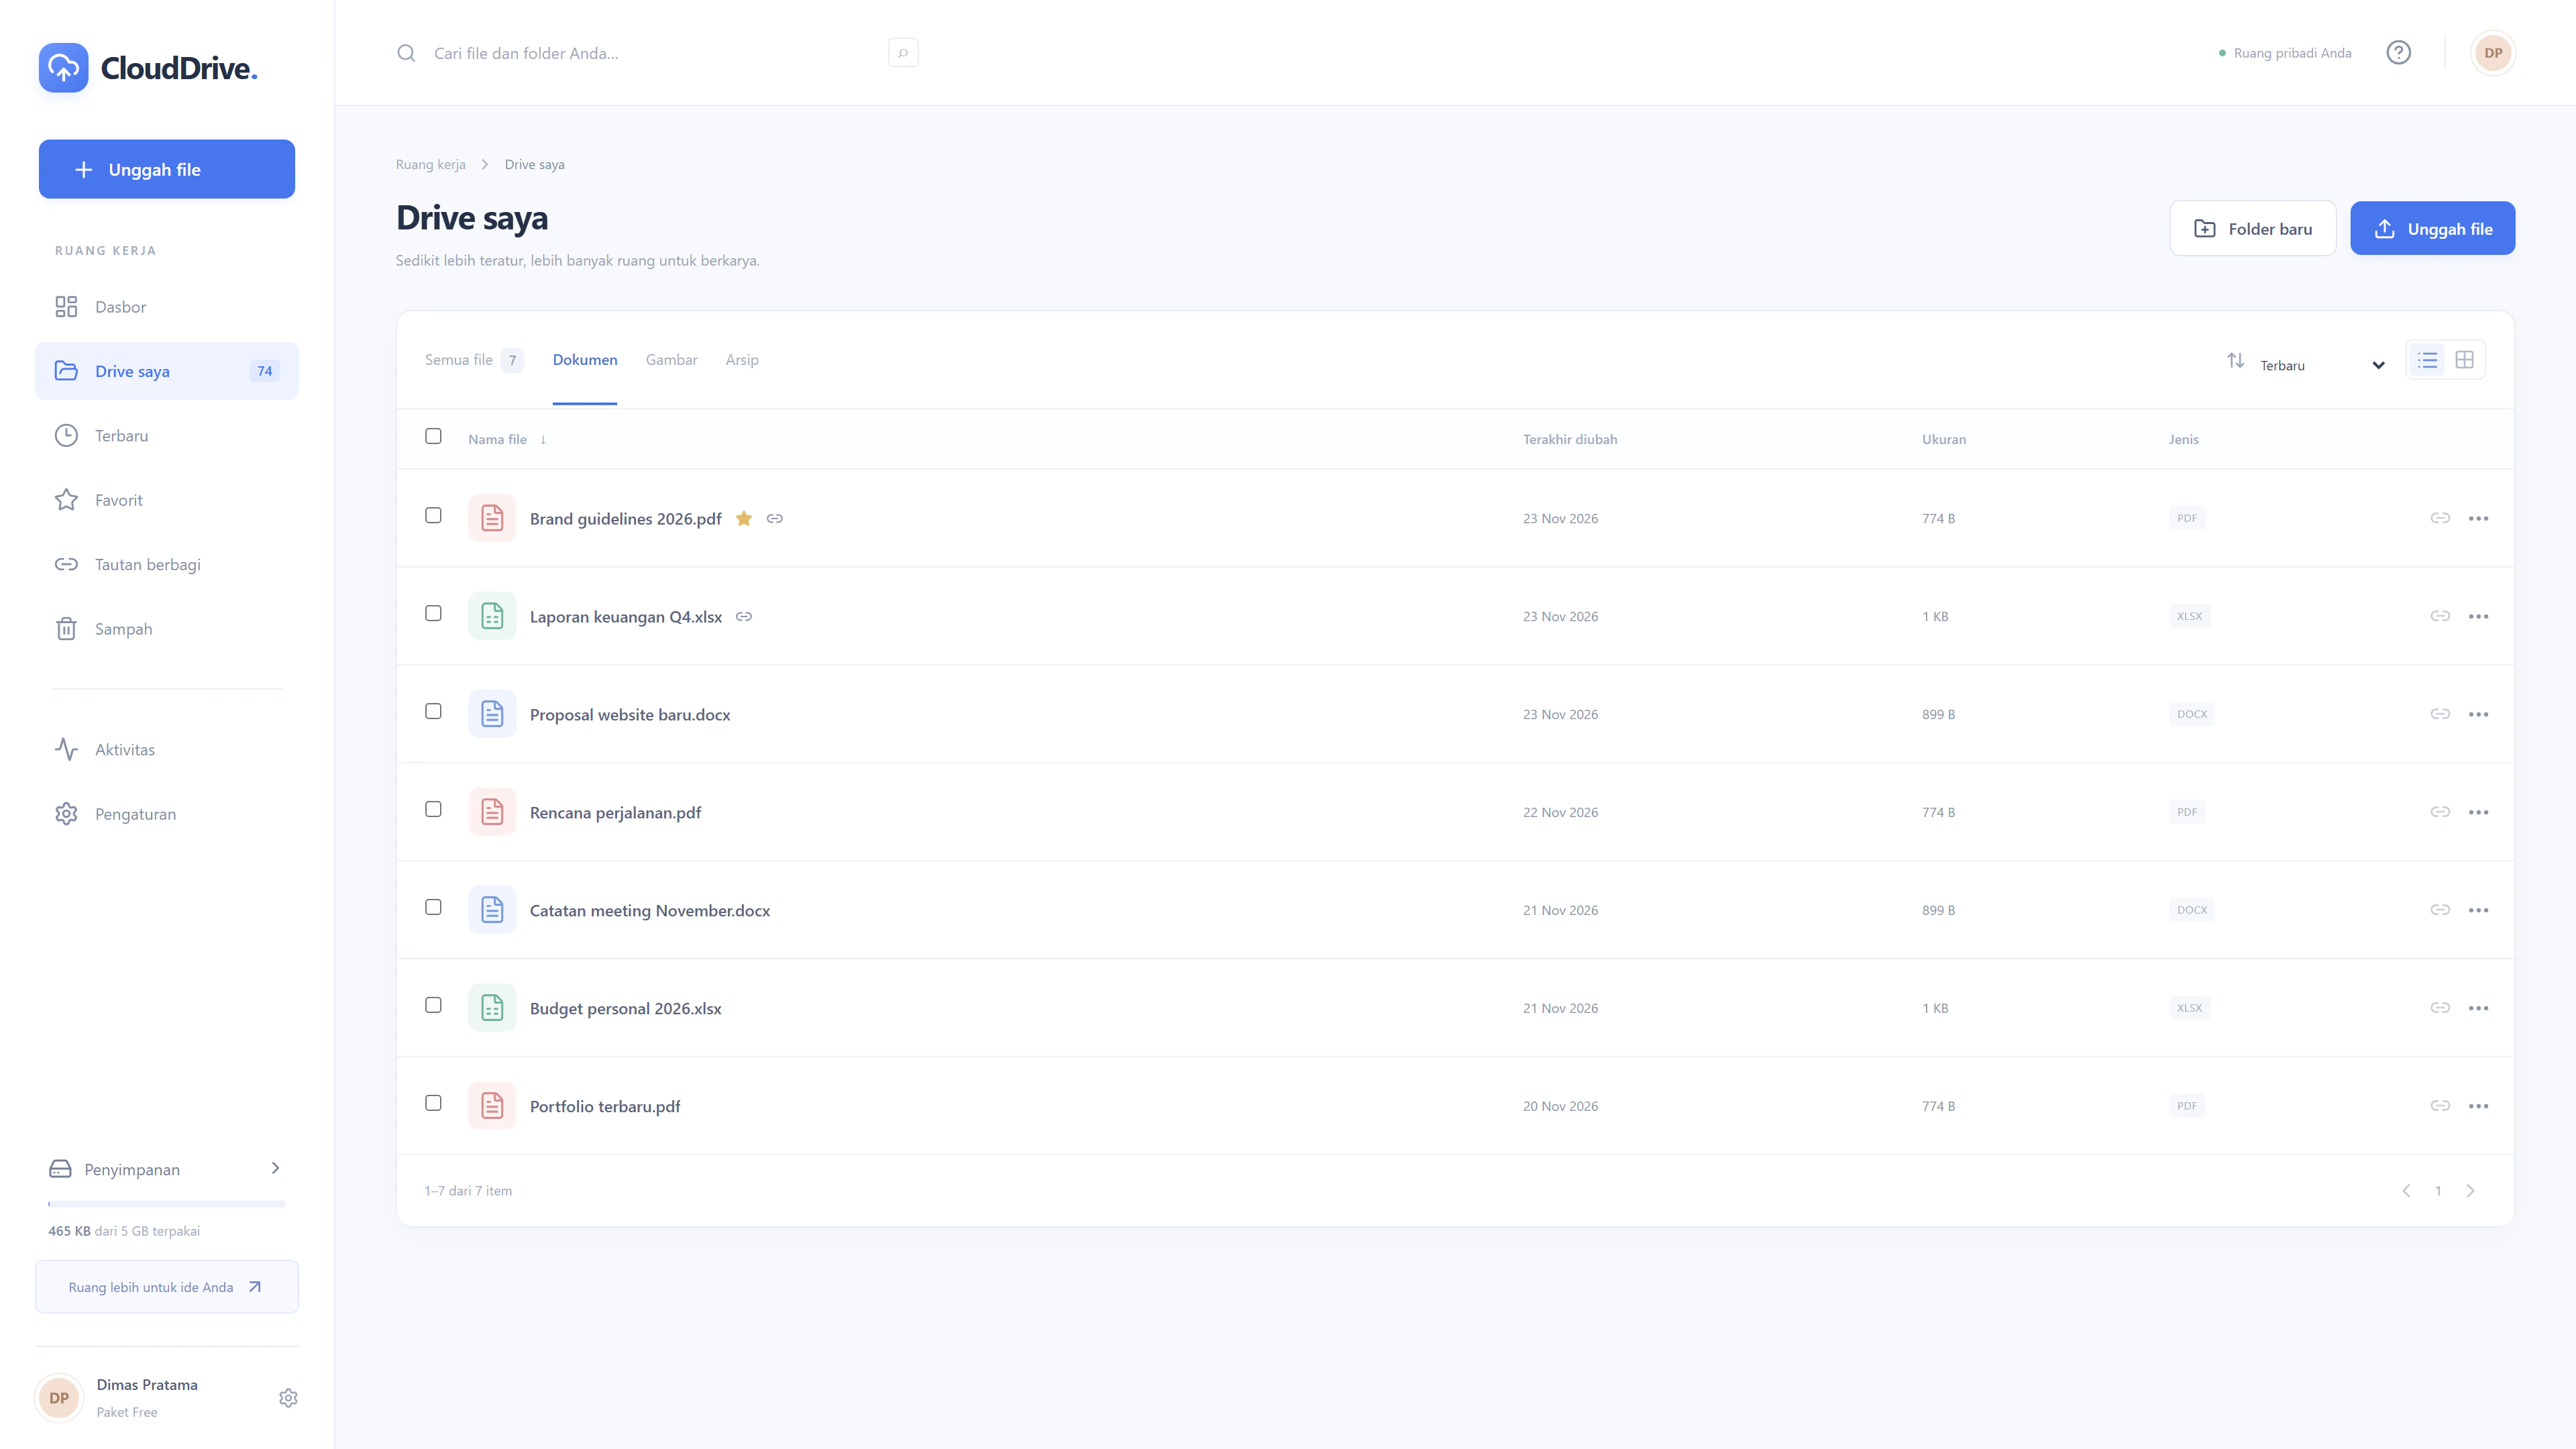 CloudDrive.
Unggah file
RUANG KERJA
Dasbor
Drive saya 74
Terbaru
Favorit
Tautan berbagi
Sampah
Aktivitas
Pengaturan
Penyimpanan
465 KB dari 5 GB terpakai
Ruang lebih untuk ide Anda
DP Dimas Pratama
Paket Free
Cari file dan folder Anda...
Ruang pribadi Anda
DP
Ruang kerja Drive saya
Drive saya
Sedikit lebih teratur, lebih banyak ruang untuk berkarya.
Folder baru
Unggah file
Semua file 7 Dokumen Gambar Arsip
Terbaru
Nama file ↓ Terakhir diubah Ukuran Jenis
Brand guidelines 2026.pdf 23 Nov 2026 774 B PDF
Laporan keuangan Q4.xlsx 23 Nov 2026 1 KB XLSX
Proposal website baru.docx 23 Nov 2026 899 B DOCX
Rencana perjalanan.pdf 22 Nov 2026 774 B PDF
Catatan meeting November.docx 21 Nov 2026 899 B DOCX
Budget personal 2026.xlsx 21 Nov 2026 1 KB XLSX
Portfolio terbaru.pdf 20 Nov 2026 774 B PDF
1–7 dari 7 item
1